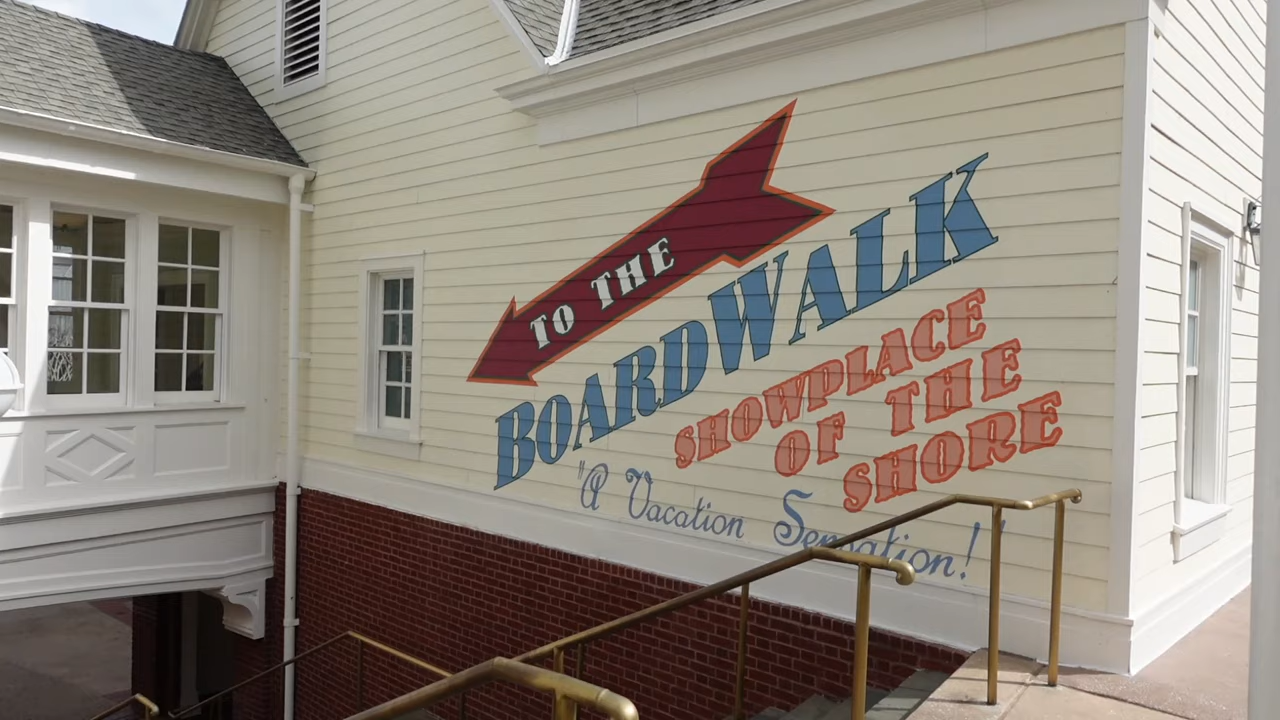 TO THE
BOARDWALK
SHOWPLACE
OF THE
SHORE
"A Vacation Sensation!"